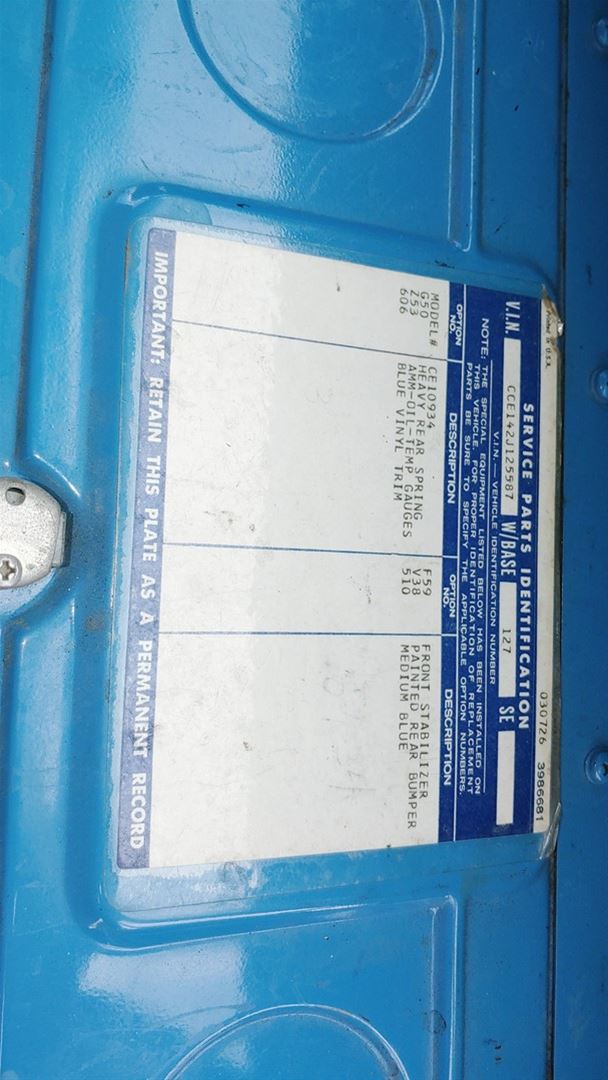 Printed in U.S.A.
030726 3986681
SERVICE PARTS IDENTIFICATION
V.I.N. CCE142J125587 W/BASE 127 SE
V.I.N. — VEHICLE IDENTIFICATION NUMBER
NOTE: THE SPECIAL EQUIPMENT LISTED BELOW HAS BEEN INSTALLED ON
THIS VEHICLE. FOR PROPER IDENTIFICATION OF REPLACEMENT
PARTS BE SURE TO SPECIFY THE APPLICABLE OPTION NUMBERS.
OPTION NO. DESCRIPTION OPTION NO. DESCRIPTION
MODEL# CE10934
G50 HEAVY REAR SPRING F59 FRONT STABILIZER
Z53 AMM-OIL-TEMP GAUGES V38 PAINTED REAR BUMPER
606 BLUE VINYL TRIM 510 MEDIUM BLUE
IMPORTANT: RETAIN THIS PLATE AS A PERMANENT RECORD